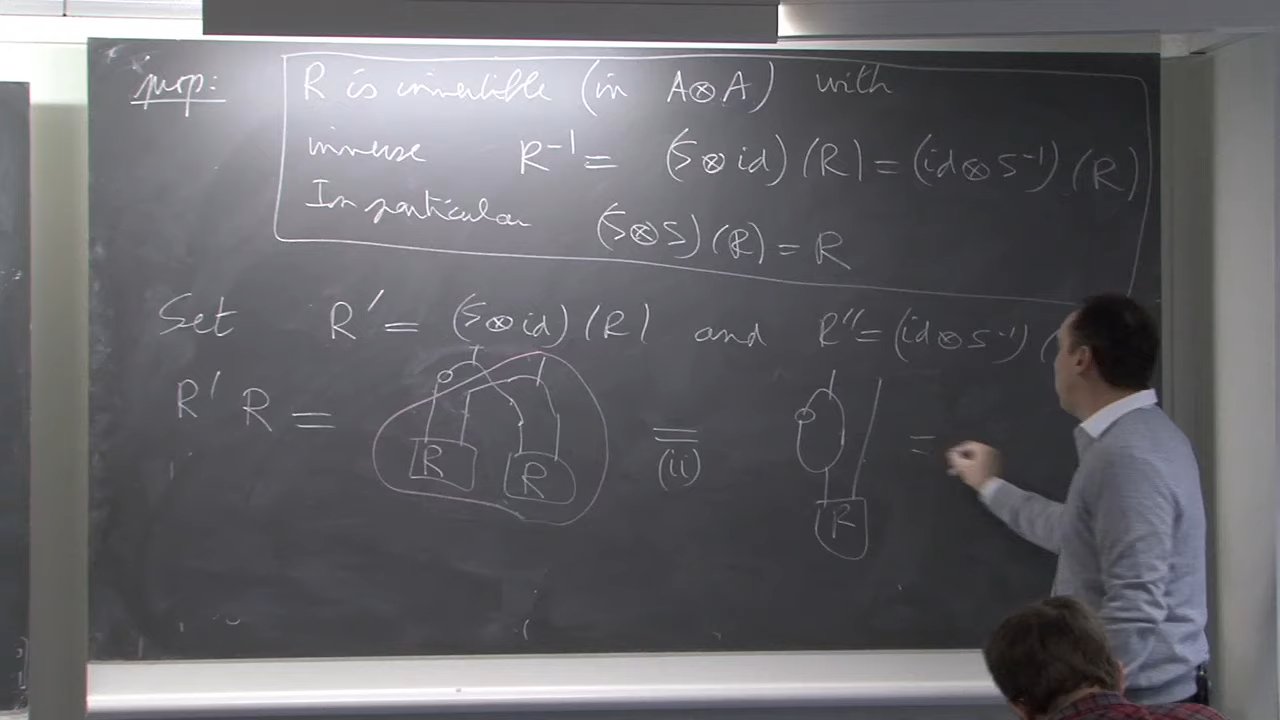 prop:
R is invertible (in A⊗A) with
inverse R⁻¹ = (S⊗id)(R) = (id⊗S⁻¹)(R)
In particular (S⊗S)(R) = R
Set R' = (S⊗id)(R) and R'' = (id⊗S⁻¹)(
R' R = R R = (ii) R =